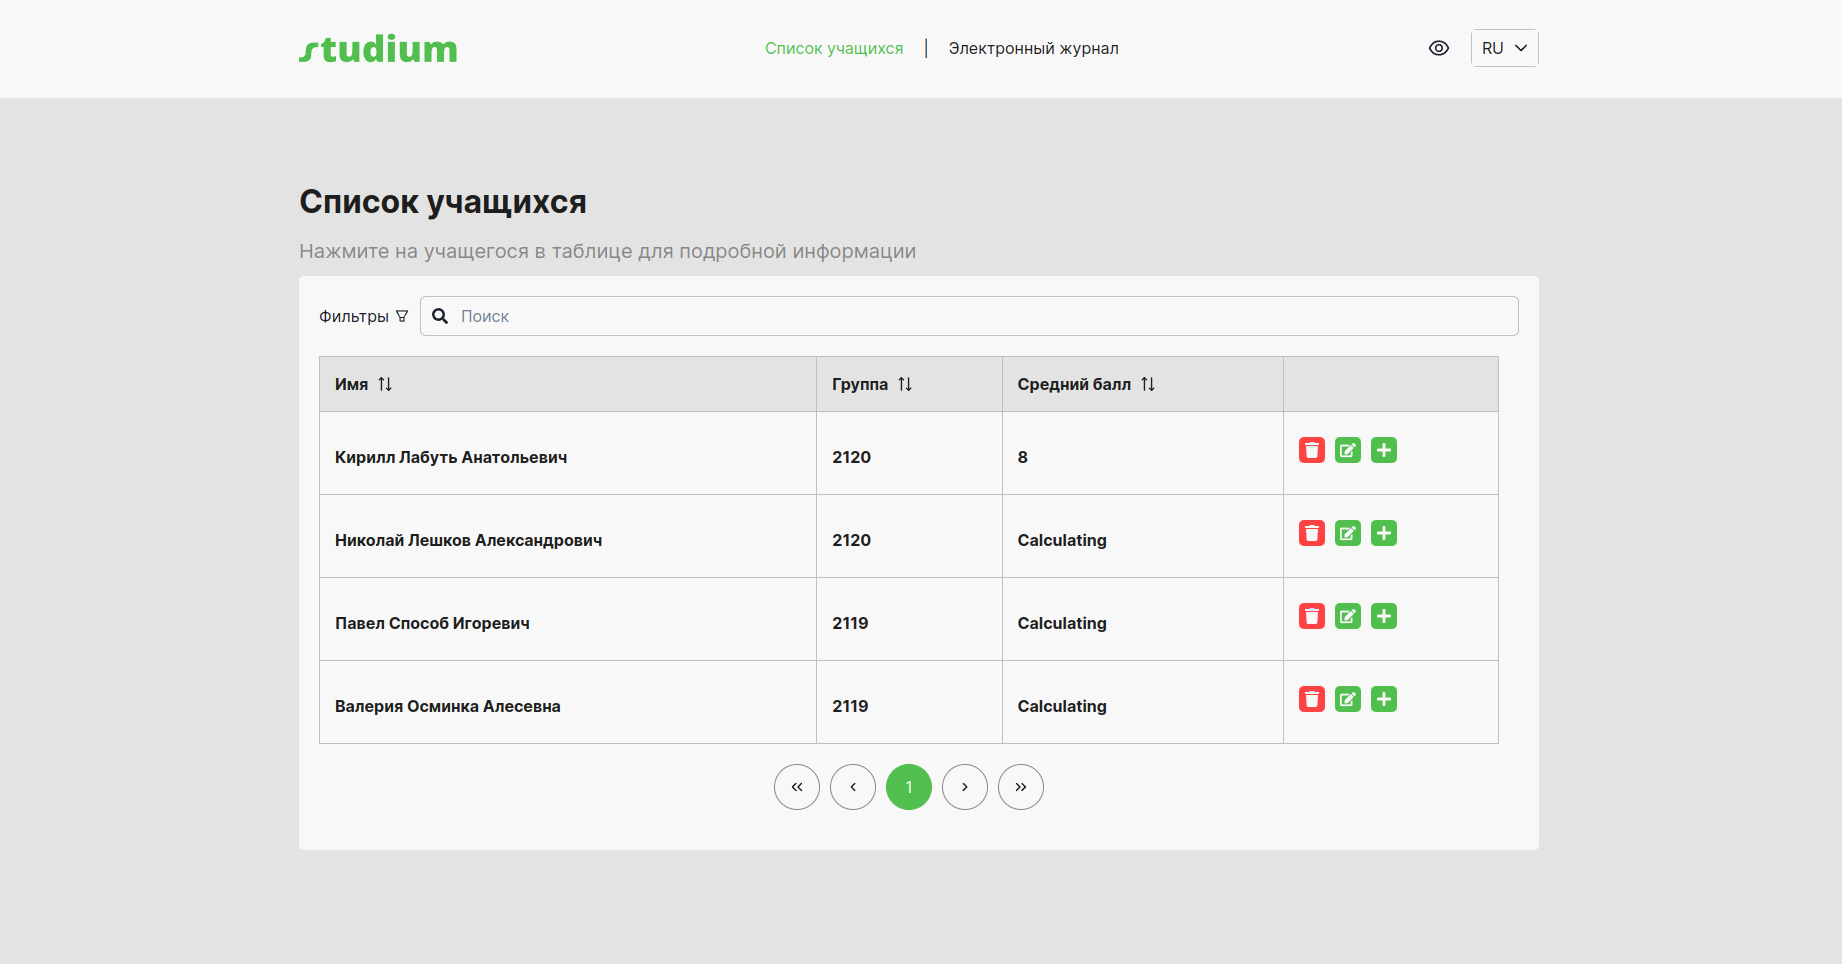 studium
Список учащихся | Электронный журнал
RU
Список учащихся
Нажмите на учащегося в таблице для подробной информации
Фильтры Поиск
Имя Группа Средний балл
Кирилл Лабуть Анатольевич 2120 8
Николай Лешков Александрович 2120 Calculating
Павел Способ Игоревич 2119 Calculating
Валерия Осминка Алесевна 2119 Calculating
« ‹ 1 › »